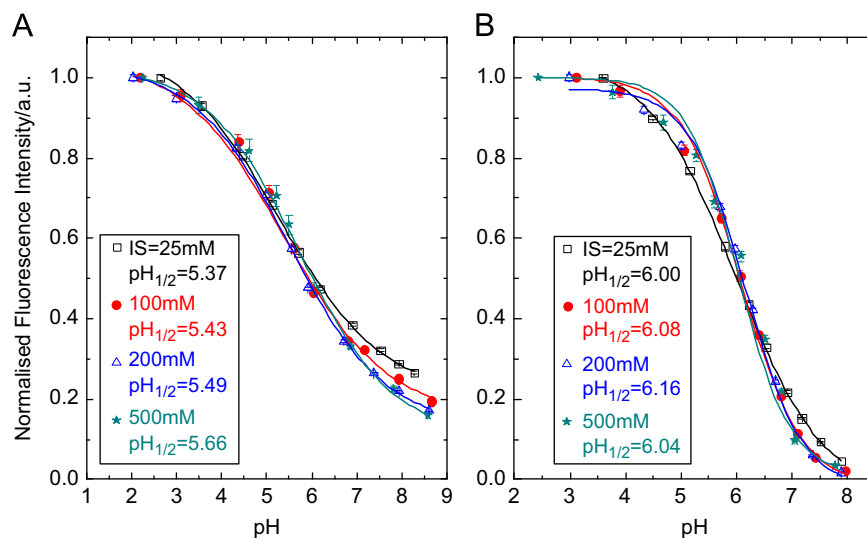 A
B
Normalised Fluorescence Intensity/a.u.
1.0
0.8
0.6
0.4
0.2
0.0
IS=25mM
pH1/2=5.37
100mM
pH1/2=5.43
200mM
pH1/2=5.49
500mM
pH1/2=5.66
1 2 3 4 5 6 7 8 9
pH
1.0
0.8
0.6
0.4
0.2
0.0
IS=25mM
pH1/2=6.00
100mM
pH1/2=6.08
200mM
pH1/2=6.16
500mM
pH1/2=6.04
2 3 4 5 6 7 8
pH